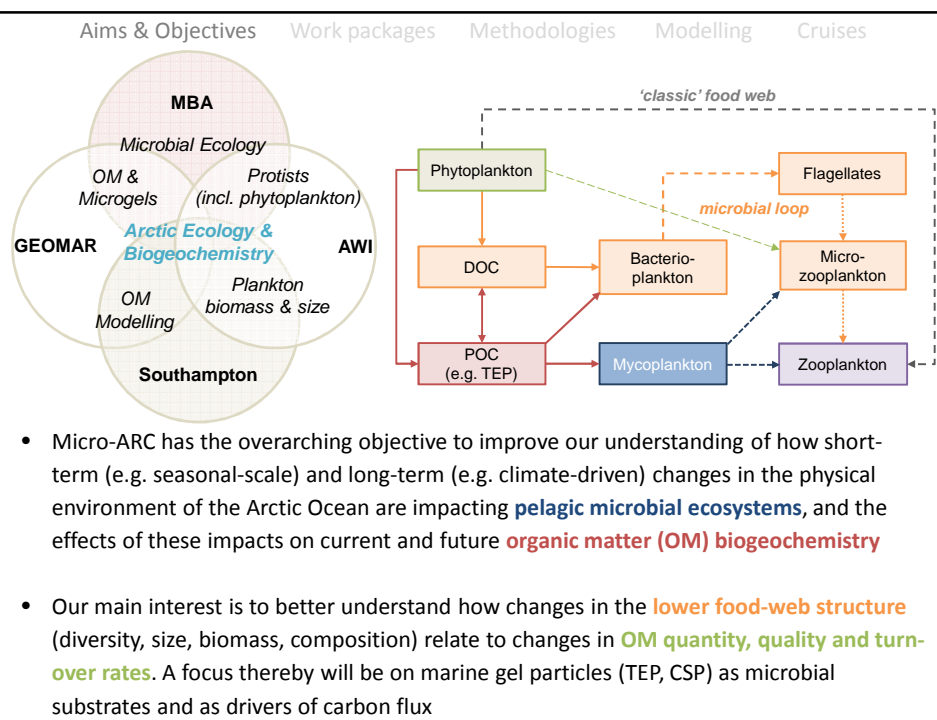 Aims & Objectives Work packages Methodologies Modelling Cruises
MBA
Microbial Ecology
OM &
Microgels
Protists
(incl. phytoplankton)
GEOMAR
Arctic Ecology &
Biogeochemistry
AWI
OM
Modelling
Plankton
biomass & size
Southampton
'classic' food web
Phytoplankton
Flagellates
microbial loop
DOC
Bacterio-
plankton
Micro-
zooplankton
POC
(e.g. TEP)
Mycoplankton
Zooplankton
• Micro-ARC has the overarching objective to improve our understanding of how short-
term (e.g. seasonal-scale) and long-term (e.g. climate-driven) changes in the physical
environment of the Arctic Ocean are impacting pelagic microbial ecosystems, and the
effects of these impacts on current and future organic matter (OM) biogeochemistry
• Our main interest is to better understand how changes in the lower food-web structure
(diversity, size, biomass, composition) relate to changes in OM quantity, quality and turn-
over rates. A focus thereby will be on marine gel particles (TEP, CSP) as microbial
substrates and as drivers of carbon flux